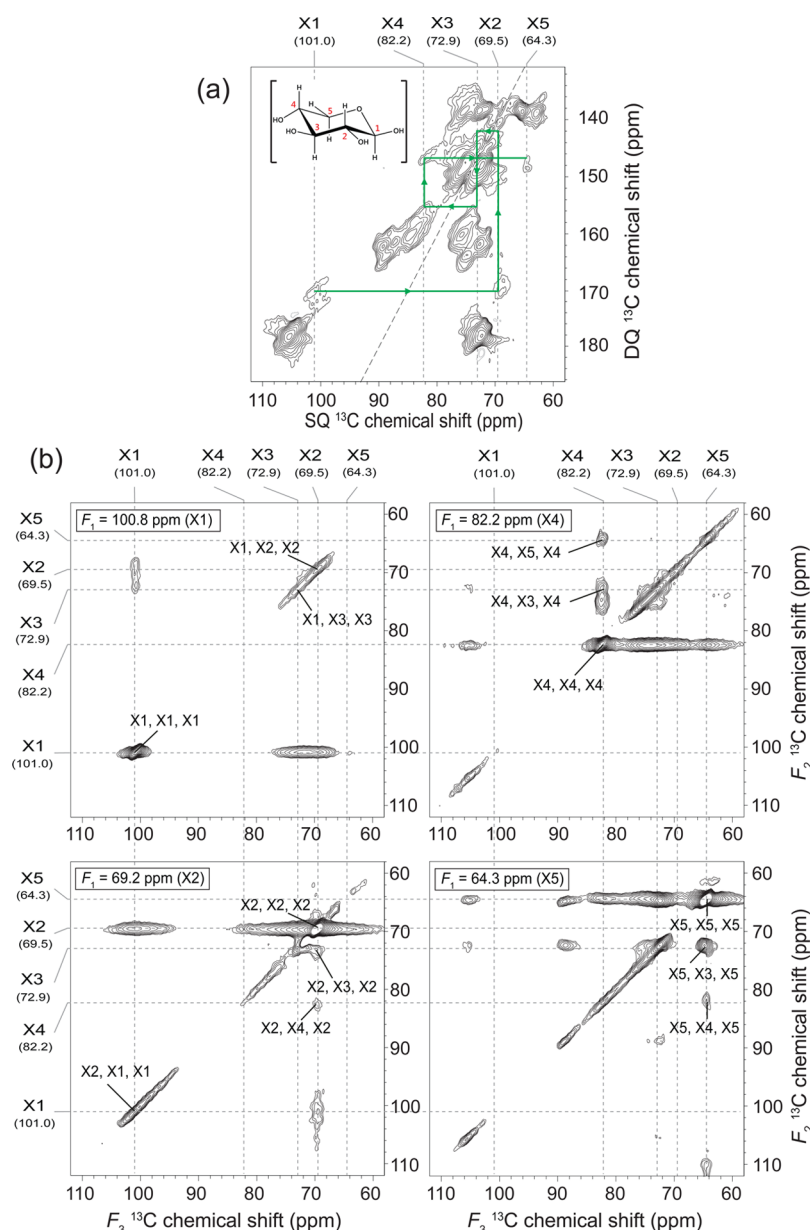 X1 X4 X3 X2 X5
(101.0) (82.2) (72.9) (69.5) (64.3)
(a)
H
4
HO
5
H
H
O
HO
3
2
1
OH
OH
H
H
140
150
160
170
180
DQ ¹³C chemical shift (ppm)
110 100 90 80 70 60
SQ ¹³C chemical shift (ppm)
(b)
X1 X4 X3 X2 X5
(101.0) (82.2) (72.9) (69.5) (64.3)
X1 X4 X3 X2 X5
(101.0) (82.2) (72.9) (69.5) (64.3)
X5
(64.3)
X2
(69.5)
X3
(72.9)
X4
(82.2)
X1
(101.0)
F₁ = 100.8 ppm (X1)
X1, X2, X2
X1, X3, X3
X1, X1, X1
F₁ = 82.2 ppm (X4)
X4, X5, X4
X4, X3, X4
X4, X4, X4
60
70
80
90
100
110
F₂ ¹³C chemical shift (ppm)
X5
(64.3)
X2
(69.5)
X3
(72.9)
X4
(82.2)
X1
(101.0)
F₁ = 69.2 ppm (X2)
X2, X2, X2
X2, X3, X2
X2, X4, X2
X2, X1, X1
F₁ = 64.3 ppm (X5)
X5, X5, X5
X5, X3, X5
X5, X4, X5
60
70
80
90
100
110
F₂ ¹³C chemical shift (ppm)
110 100 90 80 70 60
110 100 90 80 70 60
F₃ ¹³C chemical shift (ppm)
F₃ ¹³C chemical shift (ppm)